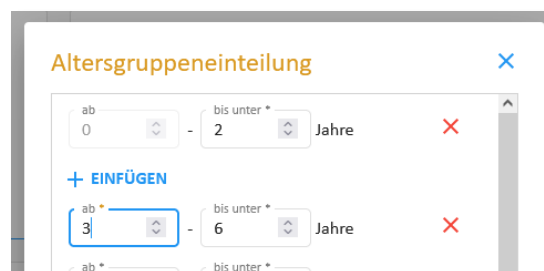 Altersgruppeneinteilung
ab bis unter *
0 - 2 Jahre
+ EINFÜGEN
ab * bis unter *
3 - 6 Jahre
ab * bis unter *